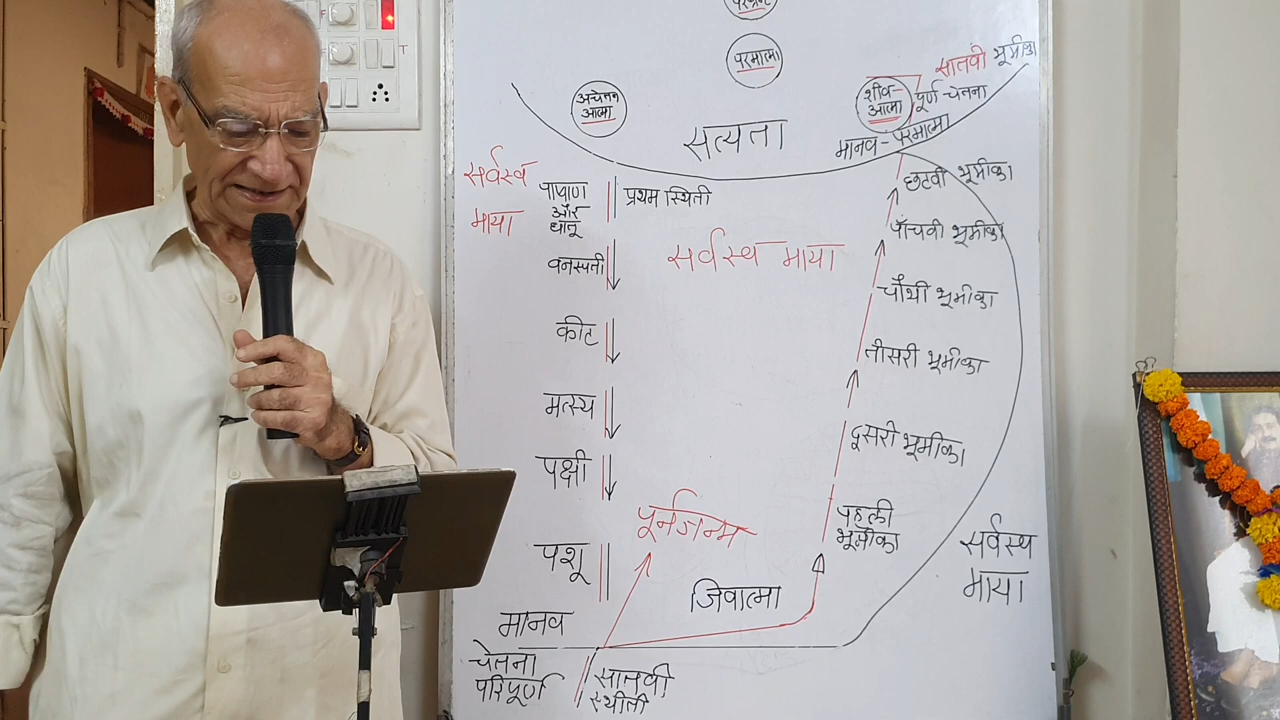 परमात्मा
अचेतन
आत्मा
सातवी भूमीका
शीव-
आत्मा
पूर्ण-चेतना
मानव-परमात्मा
सत्यता
सर्वस्व
माया
पाषाण
और
धातू
प्रथम स्थिती
छटवी भूमीका
पाँचवी भूमीका
वनस्पती
सर्वस्थ माया
चौथी भूमीका
कीट
तीसरी भूमीका
मत्स्य
दूसरी भूमीका
पक्षी
पूर्नजन्म
पहली
भूमीका
पशू
सर्वस्थ
माया
जिवात्मा
मानव
चेतना
परिपूर्ण
सातवी
स्थीती
T